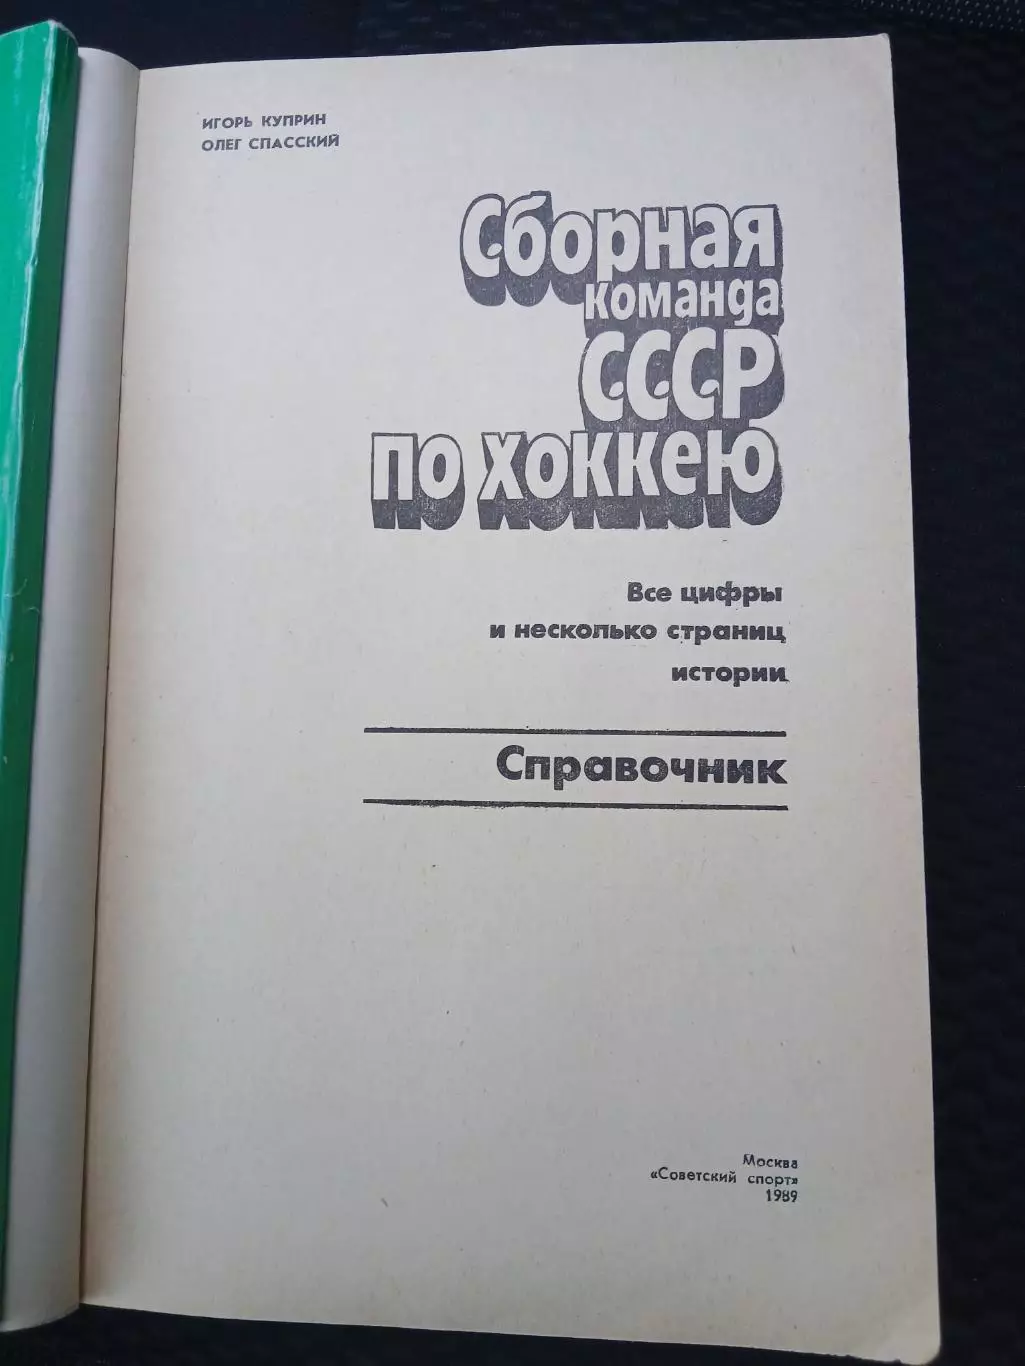 ИГОРЬ КУПРИН
ОЛЕГ СПАССКИЙ
Сборная
команда
СССР
по хоккею
Все цифры
и несколько страниц
истории
Справочник
Москва
«Советский спорт»
1989